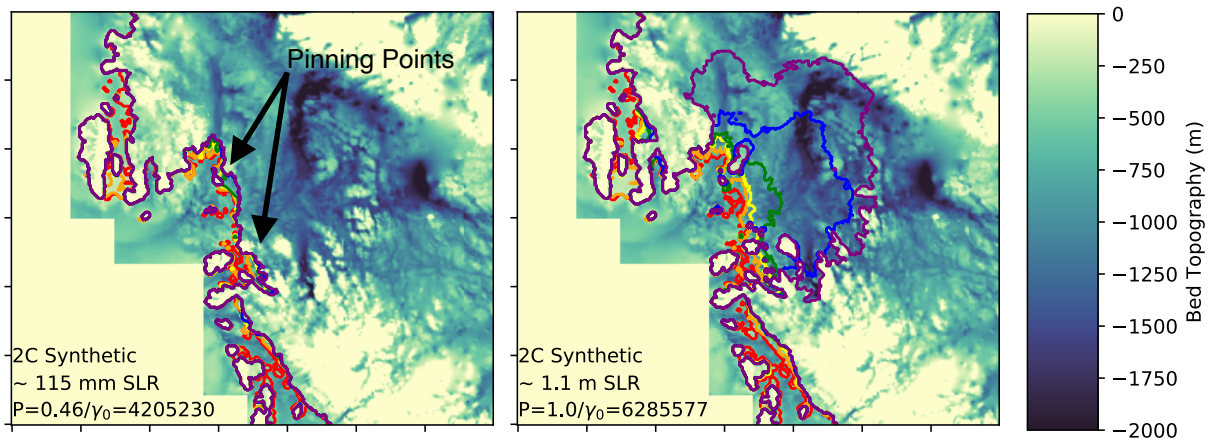 Pinning Points
2C Synthetic
~ 115 mm SLR
P=0.46/γ₀=4205230
2C Synthetic
~ 1.1 m SLR
P=1.0/γ₀=6285577
0
−250
−500
−750
−1000
−1250
−1500
−1750
−2000
Bed Topography (m)